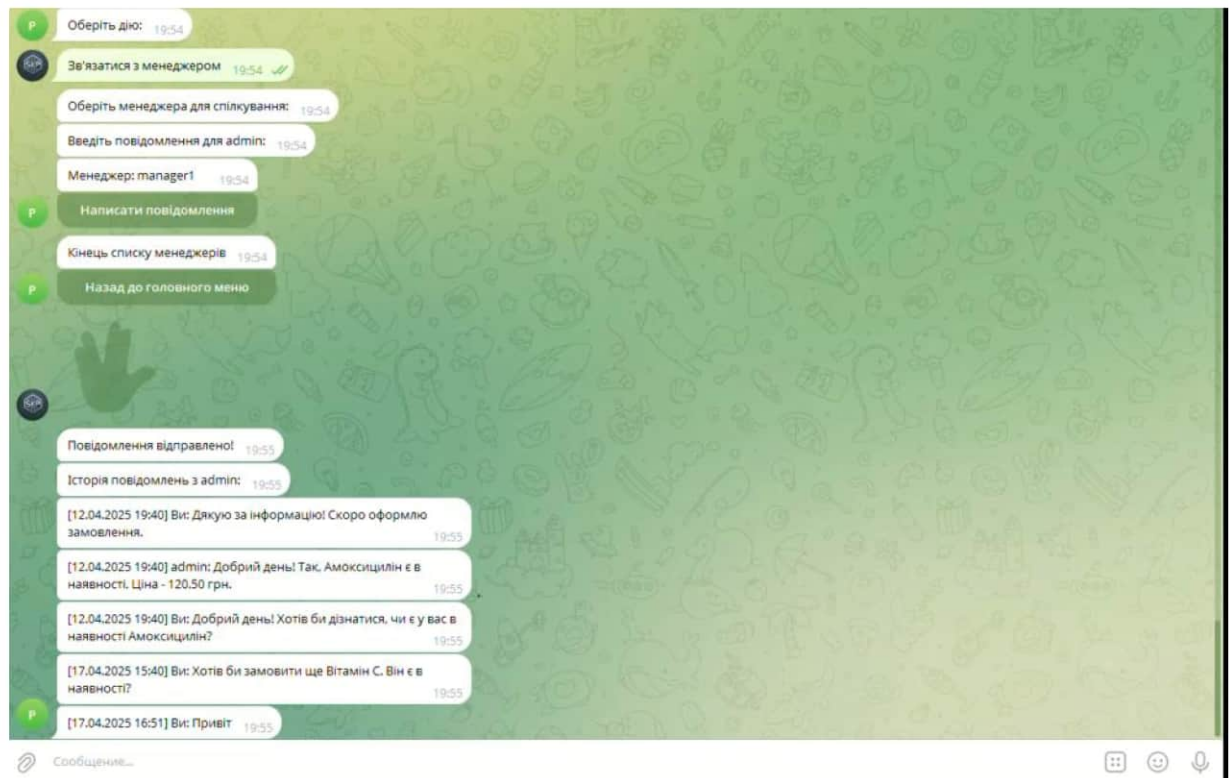 P
Оберіть дію: 19:54
Зв'язатися з менеджером 19:54
Оберіть менеджера для спілкування: 19:54
Введіть повідомлення для admin: 19:54
Менеджер: manager1 19:54
P
Написати повідомлення
Кінець списку менеджерів 19:54
P
Назад до головного меню
Повідомлення відправлено! 19:55
Історія повідомлень з admin: 19:55
[12.04.2025 19:40] Ви: Дякую за інформацію! Скоро оформлю
замовлення. 19:55
[12.04.2025 19:40] admin: Добрий день! Так, Амоксицилін є в
наявності. Ціна - 120.50 грн. 19:55
[12.04.2025 19:40] Ви: Добрий день! Хотів би дізнатися, чи є у вас в
наявності Амоксицилін? 19:55
[17.04.2025 15:40] Ви: Хотів би замовити ще Вітамін C. Він є в
наявності? 19:55
P
[17.04.2025 16:51] Ви: Привіт 19:55
Сообщение...